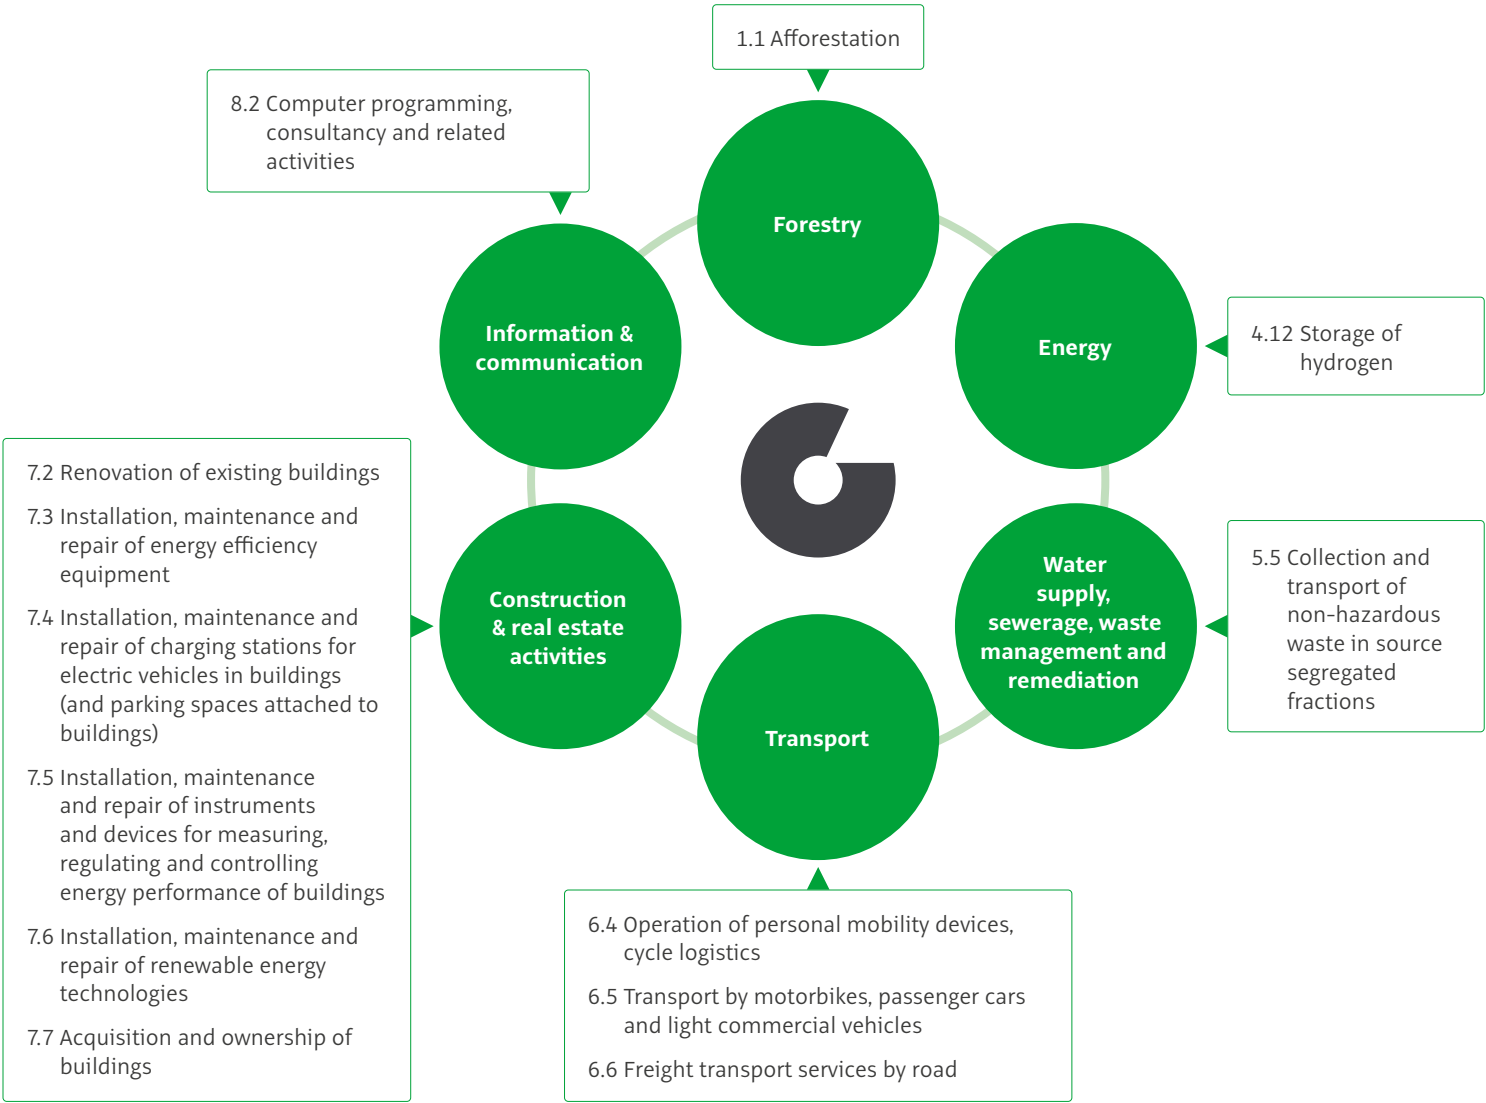 1.1 Afforestation
8.2 Computer programming,
consultancy and related
activities
Forestry
Information &
communication
Energy
4.12 Storage of
hydrogen
7.2 Renovation of existing buildings
7.3 Installation, maintenance and
repair of energy efficiency
equipment
7.4 Installation, maintenance and
repair of charging stations for
electric vehicles in buildings
(and parking spaces attached to
buildings)
7.5 Installation, maintenance
and repair of instruments
and devices for measuring,
regulating and controlling
energy performance of buildings
7.6 Installation, maintenance and
repair of renewable energy
technologies
7.7 Acquisition and ownership of
buildings
Construction
& real estate
activities
Water
supply,
sewerage, waste
management and
remediation
5.5 Collection and
transport of
non-hazardous
waste in source
segregated
fractions
Transport
6.4 Operation of personal mobility devices,
cycle logistics
6.5 Transport by motorbikes, passenger cars
and light commercial vehicles
6.6 Freight transport services by road